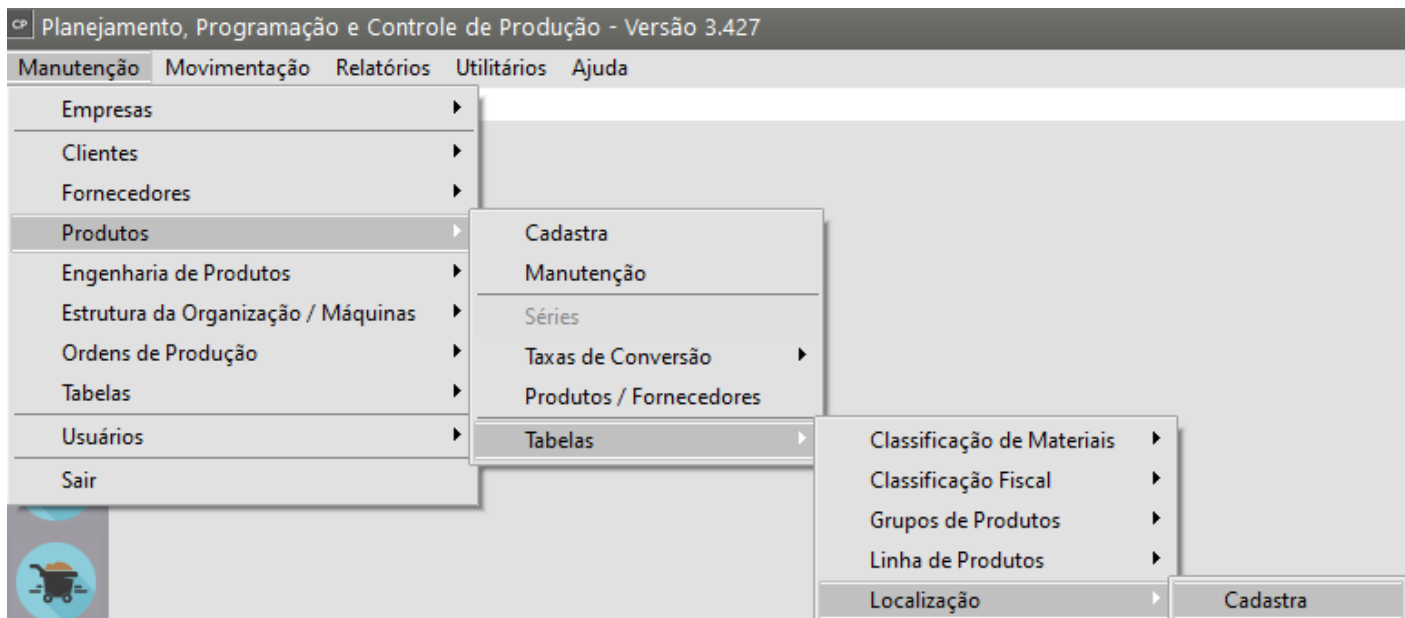 CP Planejamento, Programação e Controle de Produção - Versão 3.427
Manutenção Movimentação Relatórios Utilitários Ajuda
Empresas
Clientes
Fornecedores
Produtos
Engenharia de Produtos
Estrutura da Organização / Máquinas
Ordens de Produção
Tabelas
Usuários
Sair
Cadastra
Manutenção
Séries
Taxas de Conversão
Produtos / Fornecedores
Tabelas
Classificação de Materiais
Classificação Fiscal
Grupos de Produtos
Linha de Produtos
Localização
Cadastra